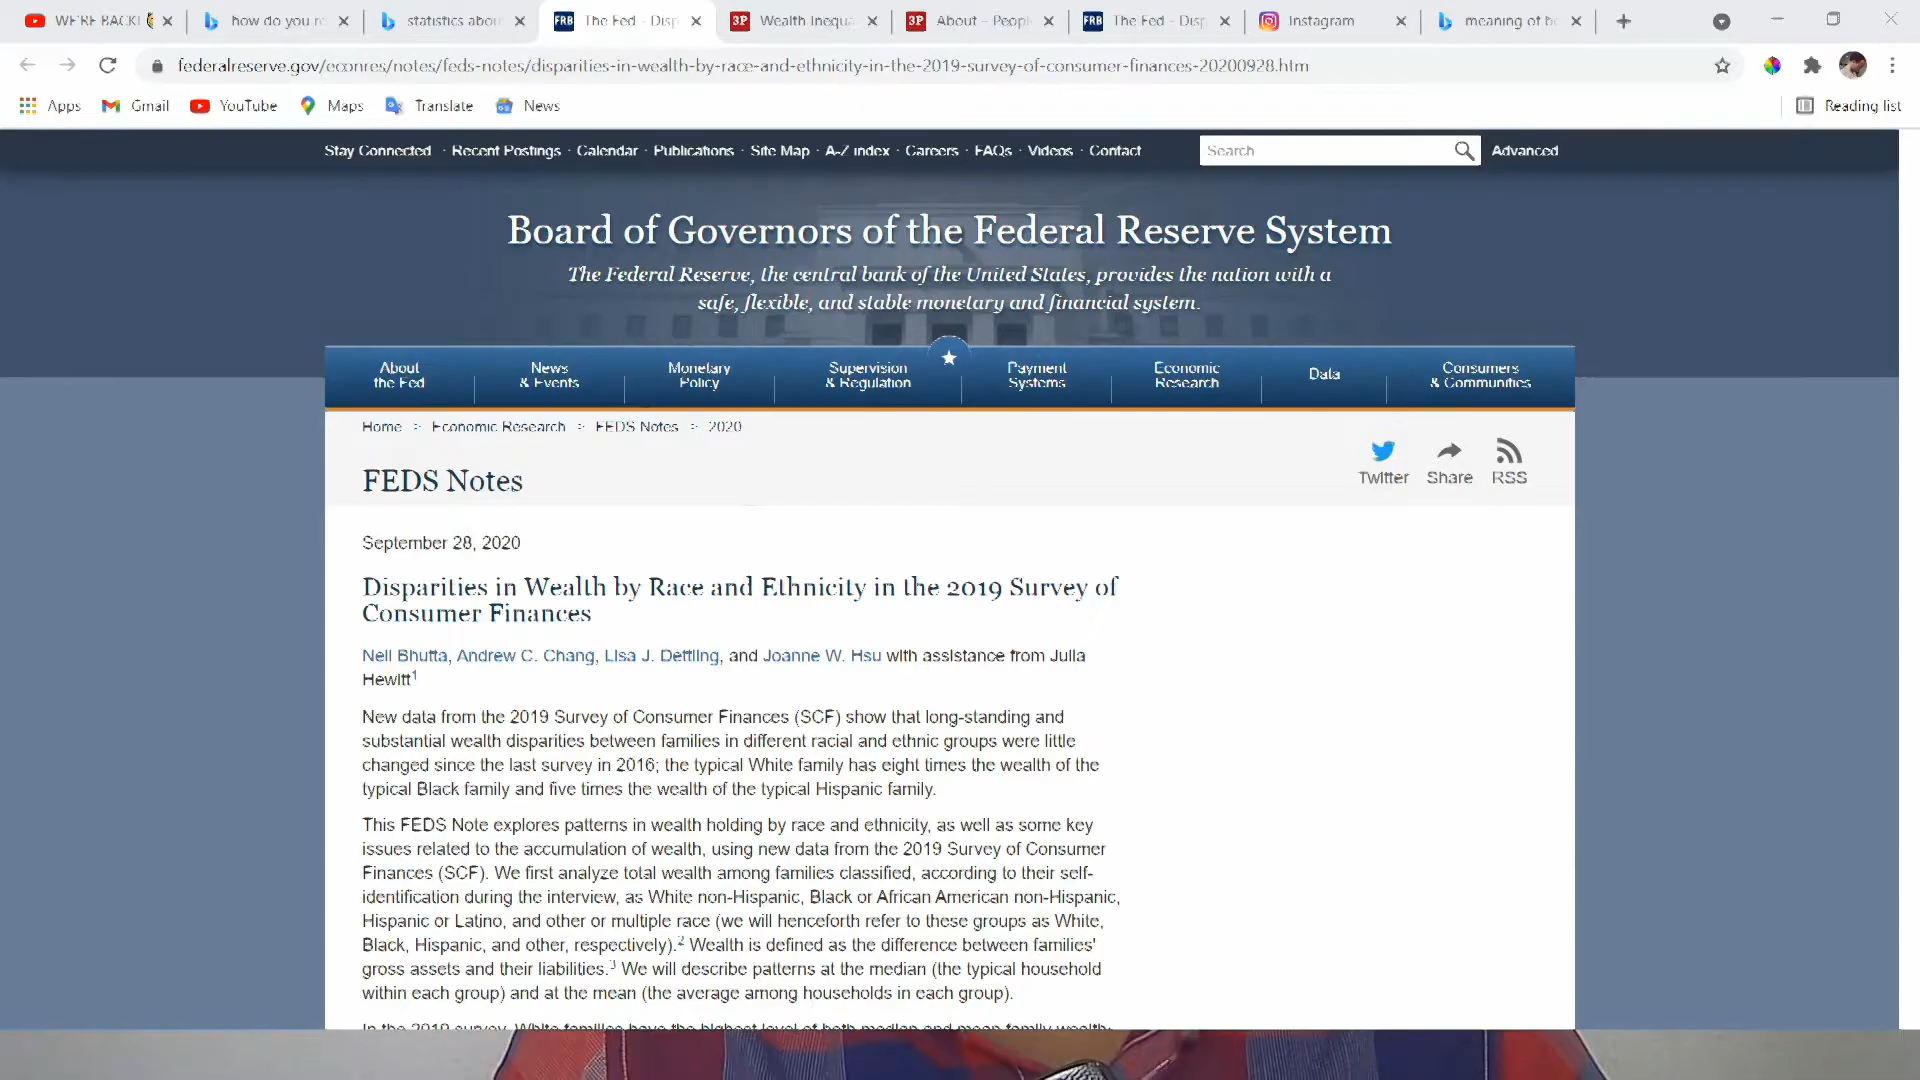 WE'RE BACK!
how do you r
statistics abou
FRB The Fed - Disp
3P Wealth Inequa
3P About – Peopl
FRB The Fed - Disp
Instagram
meaning of b
federalreserve.gov/econres/notes/feds-notes/disparities-in-wealth-by-race-and-ethnicity-in-the-2019-survey-of-consumer-finances-20200928.htm
Apps Gmail YouTube Maps Translate News Reading list
Stay Connected · Recent Postings · Calendar · Publications · Site Map · A-Z index · Careers · FAQs · Videos · Contact
Search
Advanced
Board of Governors of the Federal Reserve System
The Federal Reserve, the central bank of the United States, provides the nation with a
safe, flexible, and stable monetary and financial system.
About
the Fed
News
& Events
Monetary
Policy
Supervision
& Regulation
Payment
Systems
Economic
Research
Data
Consumers
& Communities
Home > Economic Research > FEDS Notes > 2020
Twitter Share RSS
FEDS Notes
September 28, 2020
Disparities in Wealth by Race and Ethnicity in the 2019 Survey of
Consumer Finances
Neil Bhutta, Andrew C. Chang, Lisa J. Dettling, and Joanne W. Hsu with assistance from Julia
Hewitt1
New data from the 2019 Survey of Consumer Finances (SCF) show that long-standing and
substantial wealth disparities between families in different racial and ethnic groups were little
changed since the last survey in 2016; the typical White family has eight times the wealth of the
typical Black family and five times the wealth of the typical Hispanic family.
This FEDS Note explores patterns in wealth holding by race and ethnicity, as well as some key
issues related to the accumulation of wealth, using new data from the 2019 Survey of Consumer
Finances (SCF). We first analyze total wealth among families classified, according to their self-
identification during the interview, as White non-Hispanic, Black or African American non-Hispanic,
Hispanic or Latino, and other or multiple race (we will henceforth refer to these groups as White,
Black, Hispanic, and other, respectively).2 Wealth is defined as the difference between families'
gross assets and their liabilities.3 We will describe patterns at the median (the typical household
within each group) and at the mean (the average among households in each group).
In the 2019 survey, White families have the highest level of both median and mean family wealth: